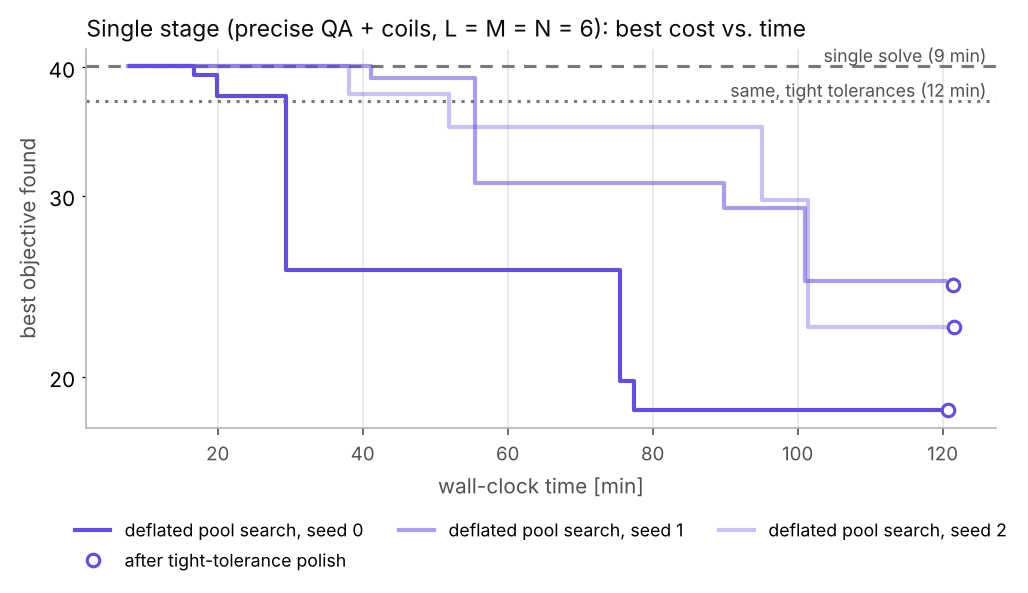 Single stage (precise QA + coils, L = M = N = 6): best cost vs. time
single solve (9 min)
same, tight tolerances (12 min)
best objective found
40
30
20
20
40
60
80
100
120
wall-clock time [min]
deflated pool search, seed 0
deflated pool search, seed 1
deflated pool search, seed 2
after tight-tolerance polish